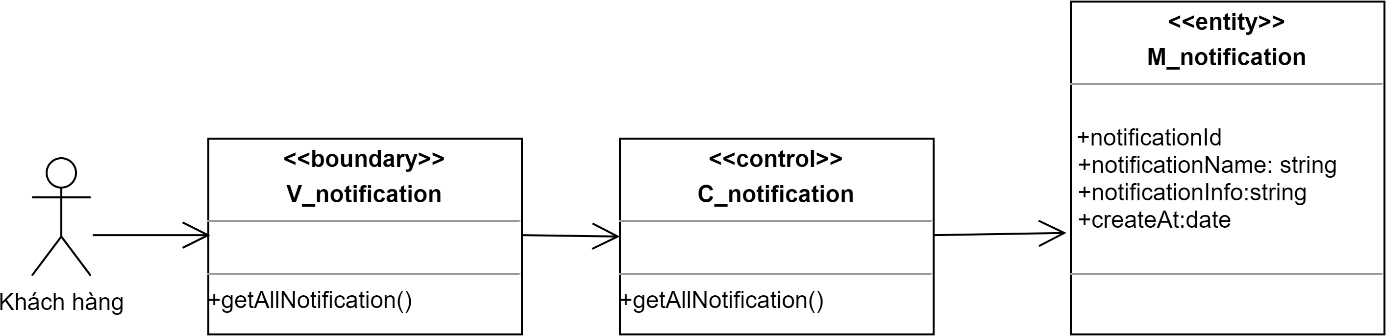 Khách hàng
<<boundary>>
V_notification
+getAllNotification()
<<control>>
C_notification
+getAllNotification()
<<entity>>
M_notification
+notificationId
+notificationName: string
+notificationInfo:string
+createAt:date